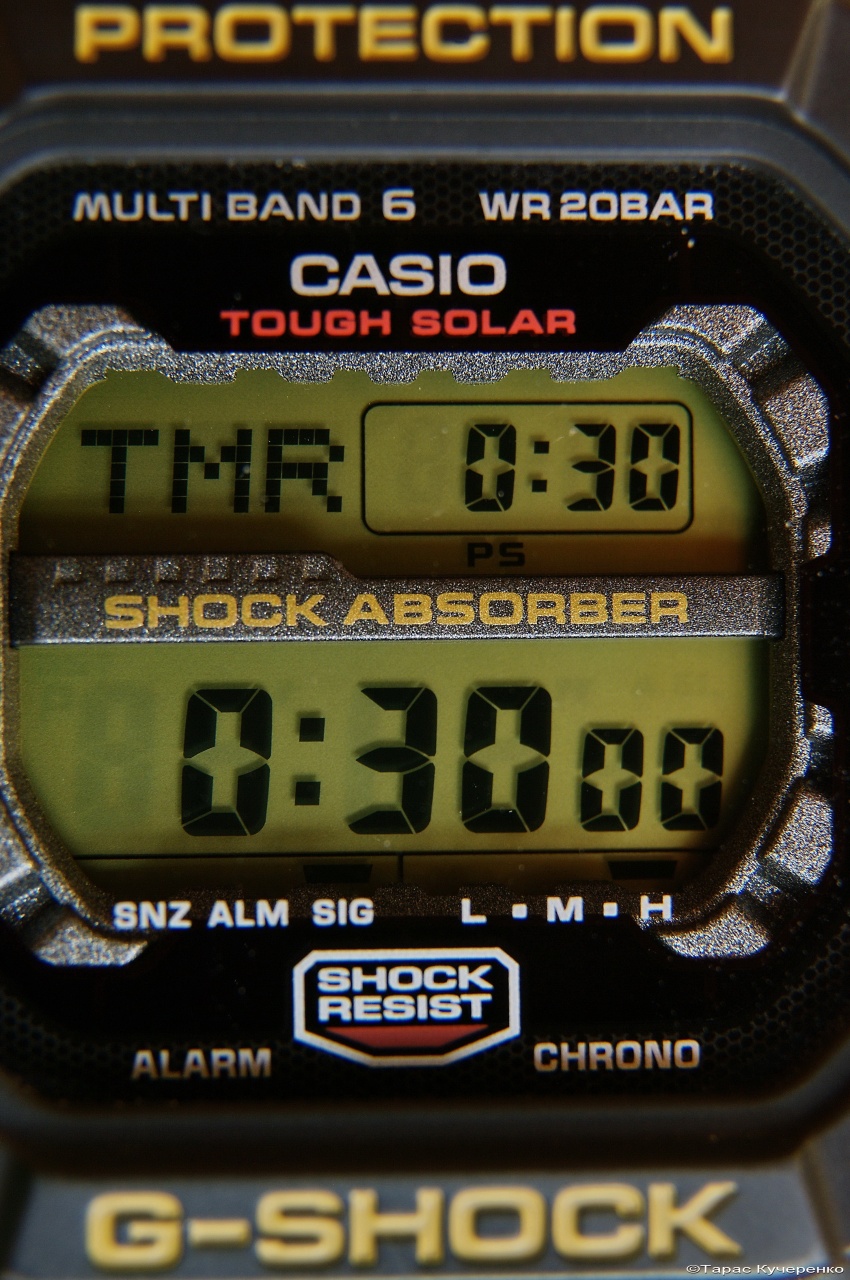 PROTECTION
MULTI BAND 6 WR 20BAR
CASIO
TOUGH SOLAR
TMR 0:30
PS
SHOCK ABSORBER
0:30 00
SNZ ALM SIG L ▪ M ▪ H
SHOCK
RESIST
ALARM CHRONO
G-SHOCK
©Тарас Кучеренко